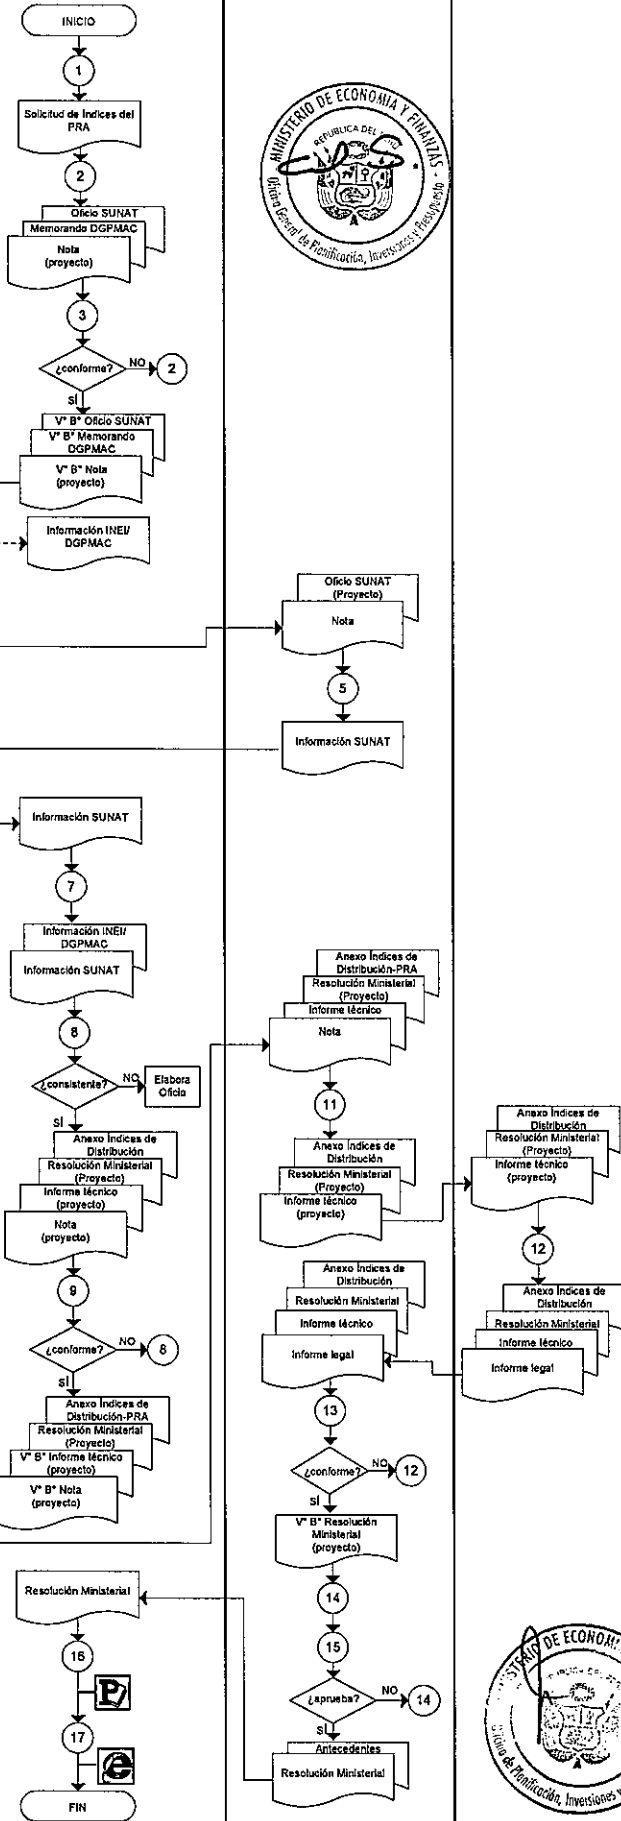 INICIO
1
Solicitud de Índices del
PRA
2
Oficio SUNAT
Memorando DGPMAC
Nota
(proyecto)
3
¿conforme?
NO
2
SÍ
V° B° Oficio SUNAT
V° B° Memorando
DGPMAC
V° B° Nota
(proyecto)
Información INEI/
DGPMAC
Información SUNAT
7
Información INEI/
DGPMAC
Información SUNAT
8
¿consistente?
NO
Elabora
Oficio
SÍ
Anexo Índices de
Distribución
Resolución Ministerial
(Proyecto)
Informe técnico
(proyecto)
Nota
(proyecto)
9
¿conforme?
NO
8
SÍ
Anexo Índices de
Distribución-PRA
Resolución Ministerial
(Proyecto)
V° B° Informe técnico
(proyecto)
V° B° Nota
(proyecto)
Resolución Ministerial
16
P
17
e
FIN
MINISTERIO DE ECONOMIA Y FINANZAS
REPUBLICA DEL
Oficina General de Planificación, Inversiones y Presupuesto
Oficio SUNAT
(Proyecto)
Nota
5
Información SUNAT
Anexo Índices de
Distribución-PRA
Resolución Ministerial
(Proyecto)
Informe técnico
Nota
11
Anexo Índices de
Distribución
Resolución Ministerial
(Proyecto)
Informe técnico
(proyecto)
Anexo Índices de
Distribución
Resolución Ministerial
Informe técnico
Informe legal
13
¿conforme?
NO
12
SÍ
V° B° Resolución
Ministerial
(proyecto)
14
15
¿aprueba?
NO
14
SÍ
Antecedentes
Resolución Ministerial
Anexo Índices de
Distribución
Resolución Ministerial
(Proyecto)
Informe técnico
(proyecto)
12
Anexo Índices de
Distribución
Resolución Ministerial
Informe técnico
Informe legal
DE ECONOM
de Planificación, Inversiones y